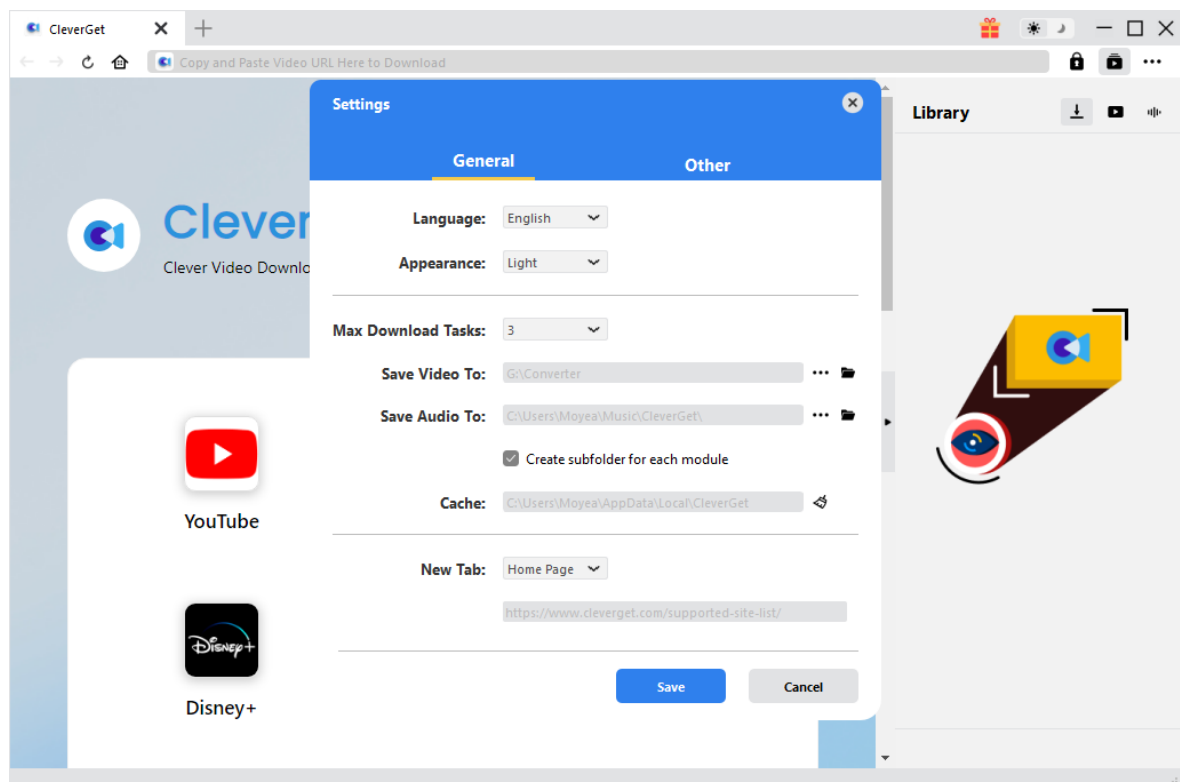 CleverGet
Copy and Paste Video URL Here to Download
Settings
General
Other
Language: English
Appearance: Light
Max Download Tasks: 3
Save Video To: G:\Converter
Save Audio To: C:\Users\Moyea\Music\CleverGet\
Create subfolder for each module
Cache: C:\Users\Moyea\AppData\Local\CleverGet
New Tab: Home Page
https://www.cleverget.com/supported-site-list/
Save
Cancel
Library
Clever
Clever Video Downlo
YouTube
Disney+
Disney+